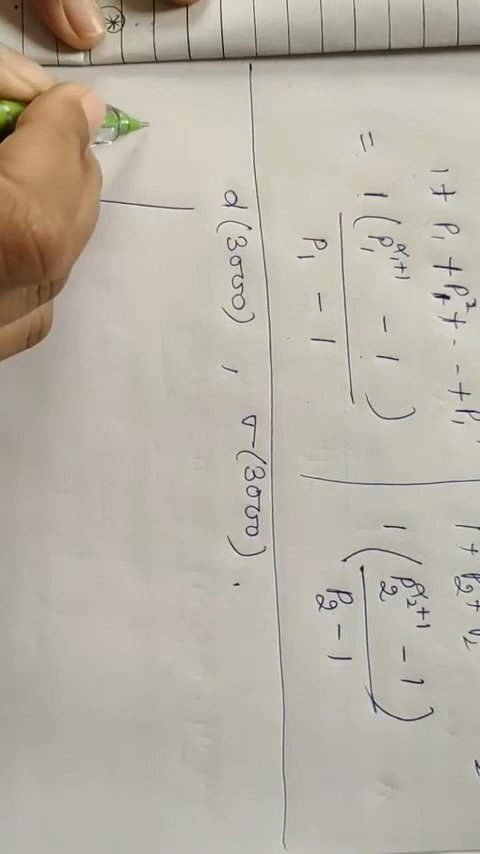 1 + p₁ + p₁² + - - + p₁ 1 + p₂ +
= 1 (p₁^α₁+1 - 1) / p₁ - 1 1 (p₂^α₂+1 - 1) / p₂ - 1
d(3000), σ(3000).